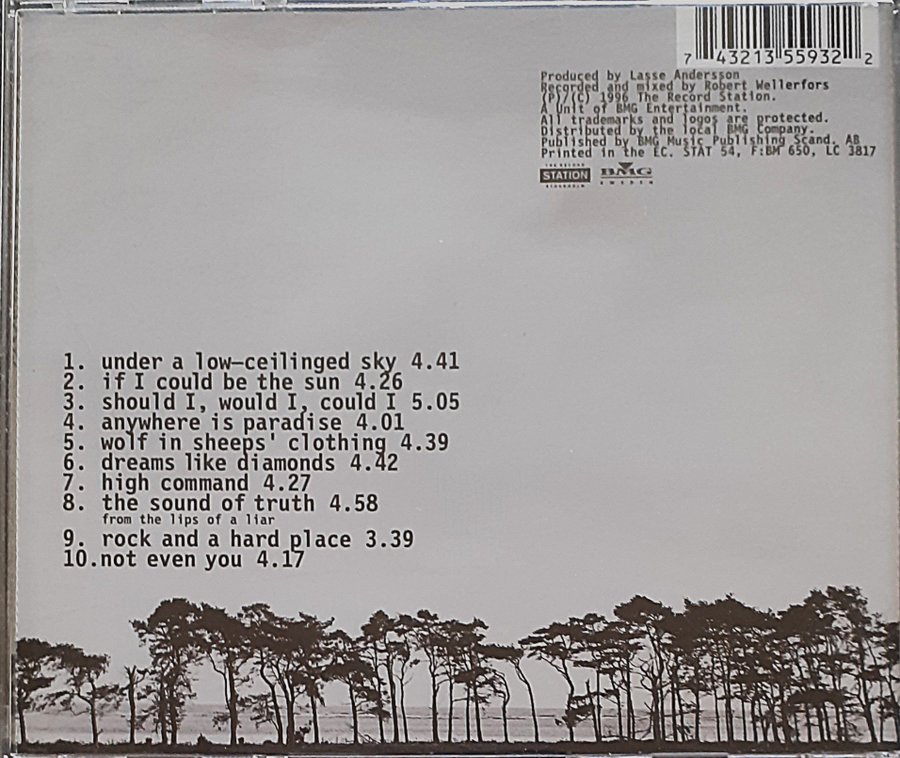 7 43213 55932 2
Produced by Lasse Andersson
Recorded and mixed by Robert Wellerfors
(P)/(C) 1996 The Record Station.
A Unit of BMG Entertainment.
All trademarks and logos are protected.
Distributed by the local BMG Company.
Published by BMG Music Publishing Scand. AB
Printed in the EC. STAT 54, F:BM 650, LC 3817
THE RECORD
STATION
STOCKHOLM
BMG
SWEDEN
1. under a low-ceilinged sky 4.41
2. if I could be the sun 4.26
3. should I, would I, could I 5.05
4. anywhere is paradise 4.01
5. wolf in sheeps' clothing 4.39
6. dreams like diamonds 4.42
7. high command 4.27
8. the sound of truth 4.58
from the lips of a liar
9. rock and a hard place 3.39
10.not even you 4.17